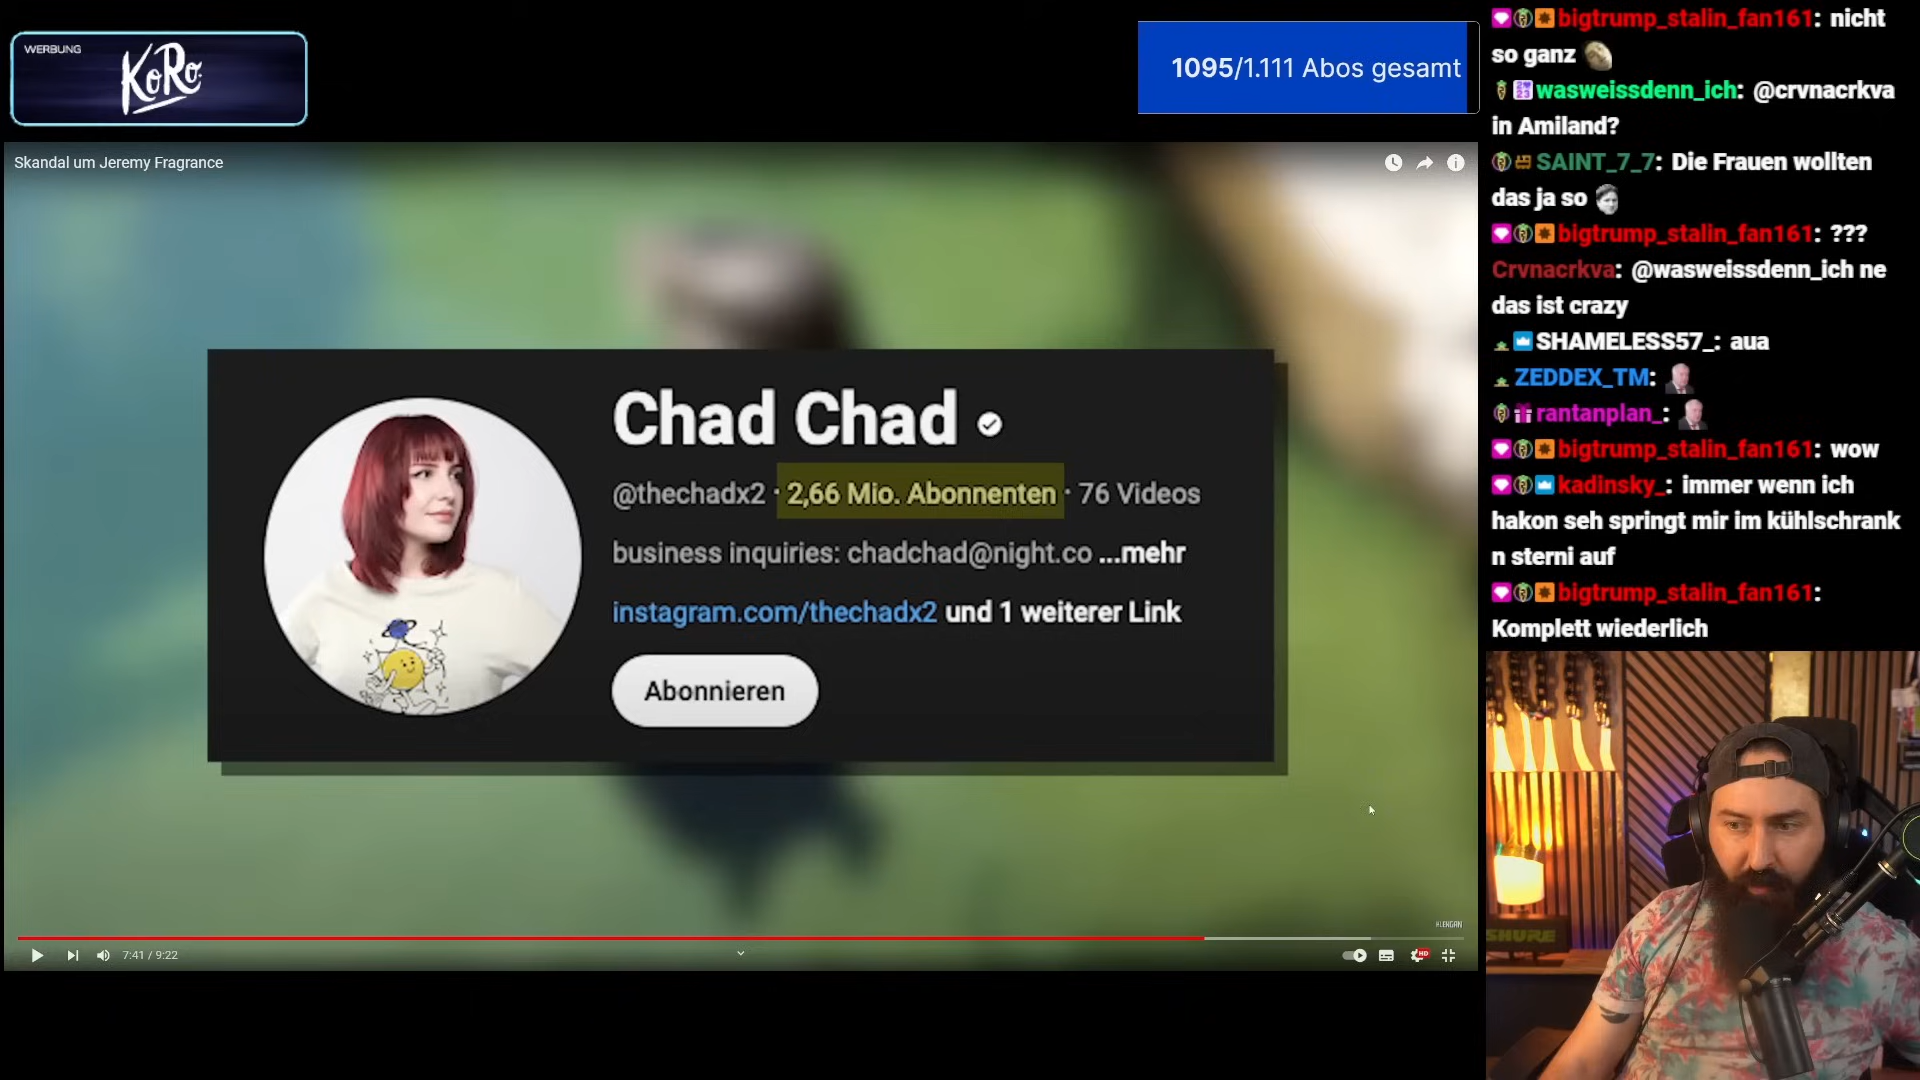 WERBUNG
KoRo
1095/1.111 Abos gesamt
Skandal um Jeremy Fragrance
Chad Chad
@thechadx2 · 2,66 Mio. Abonnenten · 76 Videos
business inquiries: chadchad@night.co ...mehr
instagram.com/thechadx2 und 1 weiterer Link
Abonnieren
KLENGAN
7:41 / 9:22
HD
bigtrump_stalin_fan161: nicht
so ganz
wasweissdenn_ich: @crvnacrkva
in Amiland?
SAINT_7_7: Die Frauen wollten
das ja so
bigtrump_stalin_fan161: ???
Crvnacrkva: @wasweissdenn_ich ne
das ist crazy
SHAMELESS57_: aua
ZEDDEX_TM:
rantanplan_:
bigtrump_stalin_fan161: wow
kadinsky_: immer wenn ich
hakon seh springt mir im kühlschrank
n sterni auf
bigtrump_stalin_fan161:
Komplett wiederlich
SHURE